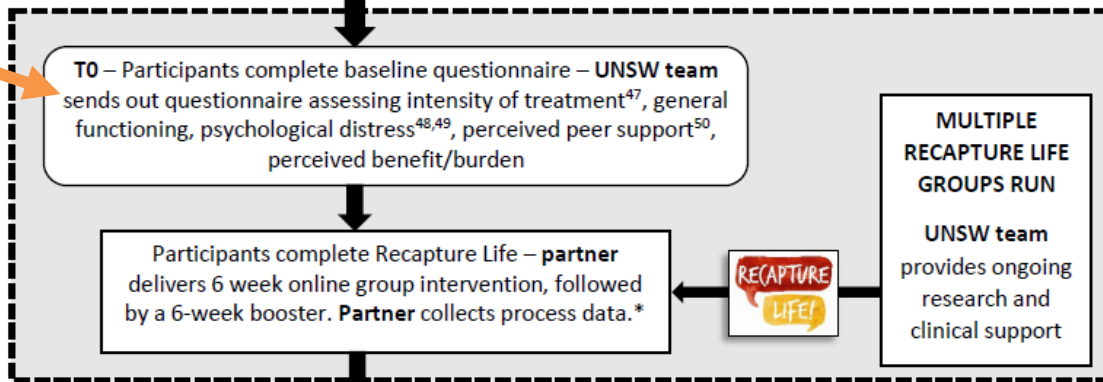 T0 – Participants complete baseline questionnaire – UNSW team
sends out questionnaire assessing intensity of treatment47, general
functioning, psychological distress48,49, perceived peer support50,
perceived benefit/burden
Participants complete Recapture Life – partner
delivers 6 week online group intervention, followed
by a 6-week booster. Partner collects process data.*
RECAPTURE
LIFE!
MULTIPLE
RECAPTURE LIFE
GROUPS RUN
UNSW team
provides ongoing
research and
clinical support